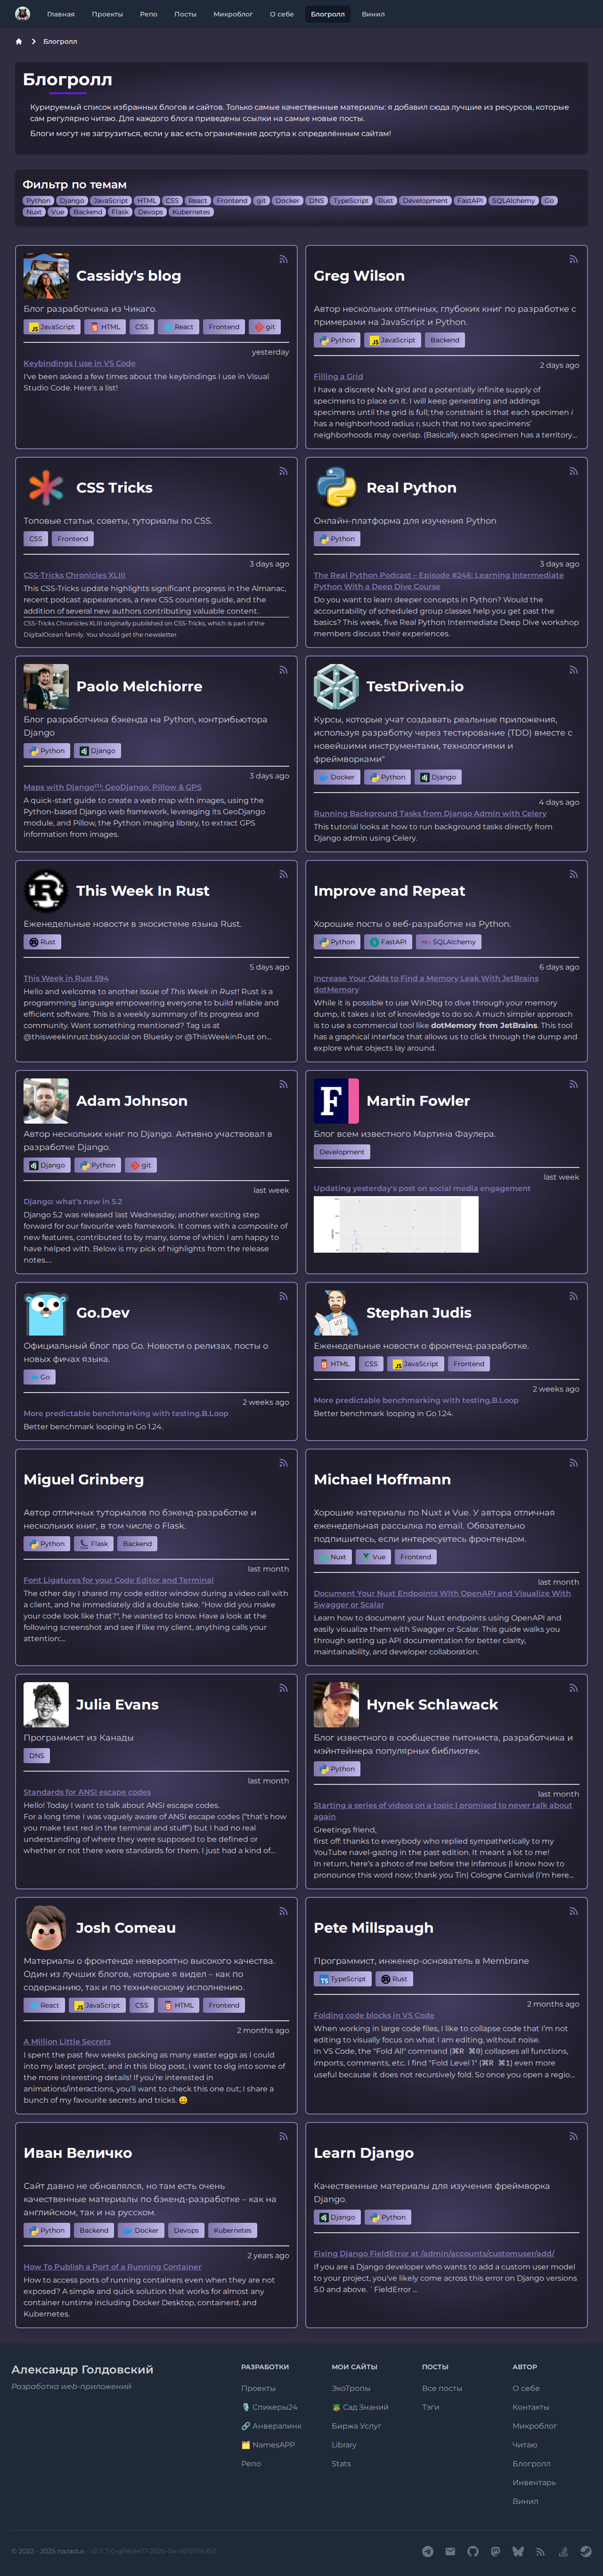 Главная Проекты Репо Посты Микроблог О себе Блогролл Винил
Блогролл
Блогролл
Курируемый список избранных блогов и сайтов. Только самые качественные материалы: я добавил сюда лучшие из ресурсов, которые
сам регулярно читаю. Для каждого блога приведены ссылки на самые новые посты.
Блоги могут не загрузиться, если у вас есть ограничения доступа к определённым сайтам!
Фильтр по темам
Python Django JavaScript HTML CSS React Frontend git Docker DNS TypeScript Rust Development FastAPI SQLAlchemy Go
Nuxt Vue Backend Flask Devops Kubernetes
Cassidy's blog
Блог разработчика из Чикаго.
JavaScript HTML CSS React Frontend git
yesterday
Keybindings I use in VS Code
I've been asked a few times about the keybindings I use in Visual
Studio Code. Here's a list!
Greg Wilson
Автор нескольких отличных, глубоких книг по разработке с
примерами на JavaScript и Python.
Python JavaScript Backend
2 days ago
Filling a Grid
I have a discrete NxN grid and a potentially infinite supply of
specimens to place on it. I will keep generating and addings
specimens until the grid is full; the constraint is that each specimen i
has a neighborhood radius rᵢ such that no two specimens'
neighborhoods may overlap. (Basically, each specimen has a territory...
CSS Tricks
Топовые статьи, советы, туториалы по CSS.
CSS Frontend
3 days ago
CSS-Tricks Chronicles XLIII
This CSS-Tricks update highlights significant progress in the Almanac,
recent podcast appearances, a new CSS counters guide, and the
addition of several new authors contributing valuable content.
CSS-Tricks Chronicles XLIII originally published on CSS-Tricks, which is part of the
DigitalOcean family. You should get the newsletter.
Real Python
Онлайн-платформа для изучения Python
Python
3 days ago
The Real Python Podcast – Episode #246: Learning Intermediate
Python With a Deep Dive Course
Do you want to learn deeper concepts in Python? Would the
accountability of scheduled group classes help you get past the
basics? This week, five Real Python Intermediate Deep Dive workshop
members discuss their experiences.
Paolo Melchiorre
Блог разработчика бэкенда на Python, контрибьютора
Django
Python Django
3 days ago
Maps with Django⁽³⁾: GeoDjango, Pillow & GPS
A quick-start guide to create a web map with images, using the
Python-based Django web framework, leveraging its GeoDjango
module, and Pillow, the Python imaging library, to extract GPS
information from images.
TestDriven.io
Курсы, которые учат создавать реальные приложения,
используя разработку через тестирование (TDD) вместе с
новейшими инструментами, технологиями и
фреймворками"
Docker Python Django
4 days ago
Running Background Tasks from Django Admin with Celery
This tutorial looks at how to run background tasks directly from
Django admin using Celery.
This Week In Rust
Еженедельные новости в экосистеме языка Rust.
Rust
5 days ago
This Week in Rust 594
Hello and welcome to another issue of This Week in Rust! Rust is a
programming language empowering everyone to build reliable and
efficient software. This is a weekly summary of its progress and
community. Want something mentioned? Tag us at
@thisweekinrust.bsky.social on Bluesky or @ThisWeekinRust on...
Improve and Repeat
Хорошие посты о веб-разработке на Python.
Python FastAPI SQLAlchemy
6 days ago
Increase Your Odds to Find a Memory Leak With JetBrains
dotMemory
While it is possible to use WinDbg to dive through your memory
dump, it takes a lot of knowledge to do so. A much simpler approach
is to use a commercial tool like dotMemory from JetBrains. This tool
has a graphical interface that allows us to click through the dump and
explore what objects lay around.
Adam Johnson
Автор нескольких книг по Django. Активно участвовал в
разработке Django.
Django Python git
last week
Django: what's new in 5.2
Django 5.2 was released last Wednesday, another exciting step
forward for our favourite web framework. It comes with a composite of
new features, contributed to by many, some of which I am happy to
have helped with. Below is my pick of highlights from the release
notes....
Martin Fowler
Блог всем известного Мартина Фаулера.
Development
last week
Updating yesterday's post on social media engagement
Go.Dev
Официальный блог про Go. Новости о релизах, посты о
новых фичах языка.
Go
2 weeks ago
More predictable benchmarking with testing.B.Loop
Better benchmark looping in Go 1.24.
Stephan Judis
Еженедельные новости о фронтенд-разработке.
HTML CSS JavaScript Frontend
2 weeks ago
More predictable benchmarking with testing.B.Loop
Better benchmark looping in Go 1.24.
Miguel Grinberg
Автор отличных туториалов по бэкенд-разработке и
нескольких книг, в том числе о Flask.
Python Flask Backend
last month
Font Ligatures for your Code Editor and Terminal
The other day I shared my code editor window during a video call with
a client, and he immediately did a double take. "How did you make
your code look like that?", he wanted to know. Have a look at the
following screenshot and see if like my client, anything calls your
attention:...
Michael Hoffmann
Хорошие материалы по Nuxt и Vue. У автора отличная
еженедельная рассылка по email. Обязательно
подпишитесь, если интересуетесь фронтендом.
Nuxt Vue Frontend
last month
Document Your Nuxt Endpoints With OpenAPI and Visualize With
Swagger or Scalar
Learn how to document your Nuxt endpoints using OpenAPI and
easily visualize them with Swagger or Scalar. This guide walks you
through setting up API documentation for better clarity,
maintainability, and developer collaboration.
Julia Evans
Программист из Канады
DNS
last month
Standards for ANSI escape codes
Hello! Today I want to talk about ANSI escape codes.
For a long time I was vaguely aware of ANSI escape codes ("that's how
you make text red in the terminal and stuff") but I had no real
understanding of where they were supposed to be defined or
whether or not there were standards for them. I just had a kind of...
Hynek Schlawack
Блог известного в сообществе питониста, разработчика и
мэйнтейнера популярных библиотек.
Python
last month
Starting a series of videos on a topic I promised to never talk about
again
Greetings friend,
first off: thanks to everybody who replied sympathetically to my
YouTube navel-gazing in the past edition. It meant a lot to me!
In return, here's a photo of me before the infamous (I know how to
pronounce this word now; thank you Tin) Cologne Carnival (I'm here...
Josh Comeau
Материалы о фронтенде невероятно высокого качества.
Один из лучших блогов, которые я видел – как по
содержанию, так и по техническому исполнению.
React JavaScript CSS HTML Frontend
2 months ago
A Million Little Secrets
I spent the past few weeks packing as many easter eggs as I could
into my latest project, and in this blog post, I want to dig into some of
the more interesting details! If you're interested in
animations/interactions, you'll want to check this one out; I share a
bunch of my favourite secrets and tricks. 😄
Pete Millspaugh
Программист, инженер-основатель в Membrane
TypeScript Rust
2 months ago
Folding code blocks in VS Code
When working in large code files, I like to collapse code that I'm not
editing to visually focus on what I am editing, without noise.
In VS Code, the "Fold All" command (⌘R ⌘0) collapses all functions,
imports, comments, etc. I find "Fold Level 1" (⌘R ⌘1) even more
useful because it does not recursively fold. So once you open a regio...
Иван Величко
Сайт давно не обновлялся, но там есть очень
качественные материалы по бэкенд-разработке – как на
английском, так и на русском.
Python Backend Docker Devops Kubernetes
2 years ago
How To Publish a Port of a Running Container
How to access ports of running containers even when they are not
exposed? A simple and quick solution that works for almost any
container runtime including Docker Desktop, containerd, and
Kubernetes.
Learn Django
Качественные материалы для изучения фреймворка
Django.
Django Python
Fixing Django FieldError at /admin/accounts/customuser/add/
If you are a Django developer who wants to add a custom user model
to your project, you've likely come across this error on Django versions
5.0 and above. ` FieldError ...
Александр Голдовский
Разработка web-приложений
РАЗРАБОТКИ
Проекты
🎙️ Спикеры24
🔗 Анвералинк
🗂️ NamesAPP
Репо
МОИ САЙТЫ
ЭкоТропы
🪴 Сад Знаний
Биржа Услуг
Library
Stats
ПОСТЫ
Все посты
Тэги
АВТОР
О себе
Контакты
Микроблог
Читаю
Блогролл
Инвентарь
Винил
© 2022 - 2025 hazadus